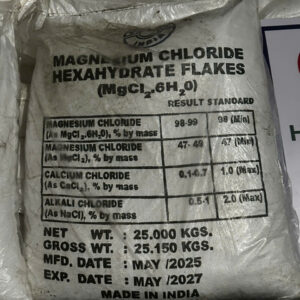 INDIA
MAGNESIUM CHLORIDE
HEXAHYDRATE FLAKES
(MgCl2.6H2O)
RESULT STANDARD
MAGNESIUM CHLORIDE
(As MgCl2.6H2O), % by mass
98-99
96 (Min)
MAGNESIUM CHLORIDE
(As MgCl2), % by mass
47-49
47 (Min)
CALCIUM CHLORIDE
(As CaCl2), % by mass
0.1-0.7
1.0 (Max)
ALKALI CHLORIDE
(As NaCl), % by mass
0.5-1
2.0 (Max)
NET WT. : 25.000 KGS.
GROSS WT. : 25.150 KGS.
MFD. DATE : MAY /2025
EXP. DATE : MAY /2027
MADE IN INDIA
H